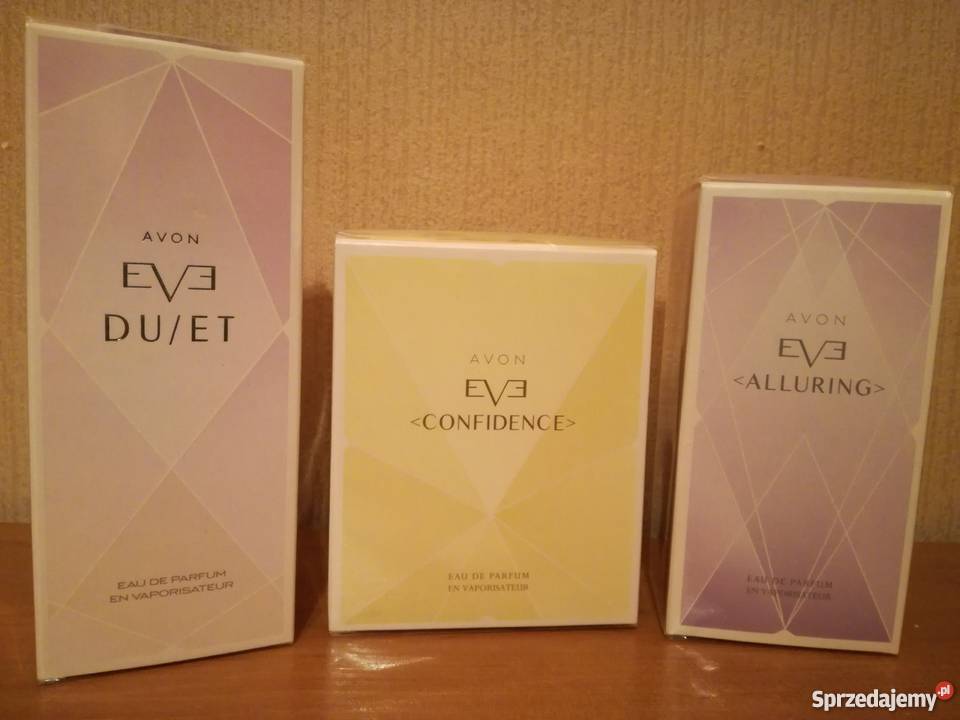 AVON
EVE
DU/ET
EAU DE PARFUM
EN VAPORISATEUR
AVON
EVE
<CONFIDENCE>
EAU DE PARFUM
EN VAPORISATEUR
AVON
EVE
<ALLURING>
EAU DE PARFUM
EN VAPORISATEUR
Sprzedajemy.pl